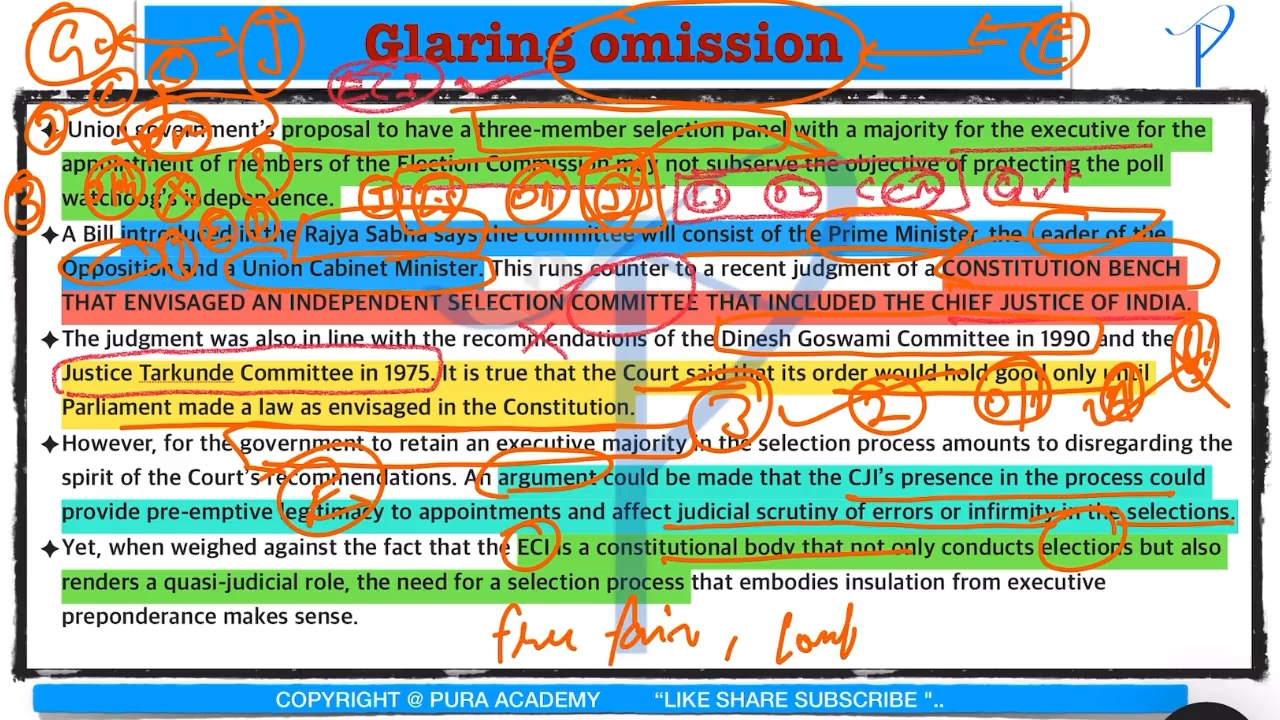 Glaring omission
G
J
E
ECI
Union government's proposal to have a three-member selection panel with a majority for the executive for the
appointment of members of the Election Commission may not subserve the objective of protecting the poll
watchdog's independence.
A Bill introduced in the Rajya Sabha says the committee will consist of the Prime Minister, the Leader of the
Opposition and a Union Cabinet Minister. This runs counter to a recent judgment of a CONSTITUTION BENCH
THAT ENVISAGED AN INDEPENDENT SELECTION COMMITTEE THAT INCLUDED THE CHIEF JUSTICE OF INDIA.
The judgment was also in line with the recommendations of the Dinesh Goswami Committee in 1990 and the
Justice Tarkunde Committee in 1975. It is true that the Court said that its order would hold good only until
Parliament made a law as envisaged in the Constitution.
3
2
However, for the government to retain an executive majority in the selection process amounts to disregarding the
spirit of the Court's recommendations. An argument could be made that the CJI's presence in the process could
provide pre-emptive legitimacy to appointments and affect judicial scrutiny of errors or infirmity in the selections.
Yet, when weighed against the fact that the ECI is a constitutional body that not only conducts elections but also
renders a quasi-judicial role, the need for a selection process that embodies insulation from executive
preponderance makes sense.
free fair,
COPYRIGHT @ PURA ACADEMY "LIKE SHARE SUBSCRIBE "..